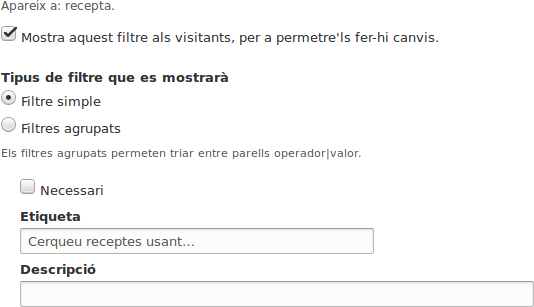 Apareix a: recepta.
Mostra aquest filtre als visitants, per a permetre'ls fer-hi canvis.
Tipus de filtre que es mostrarà
Filtre simple
Filtres agrupats
Els filtres agrupats permeten triar entre parells operador|valor.
Necessari
Etiqueta
Cerqueu receptes usant...
Descripció